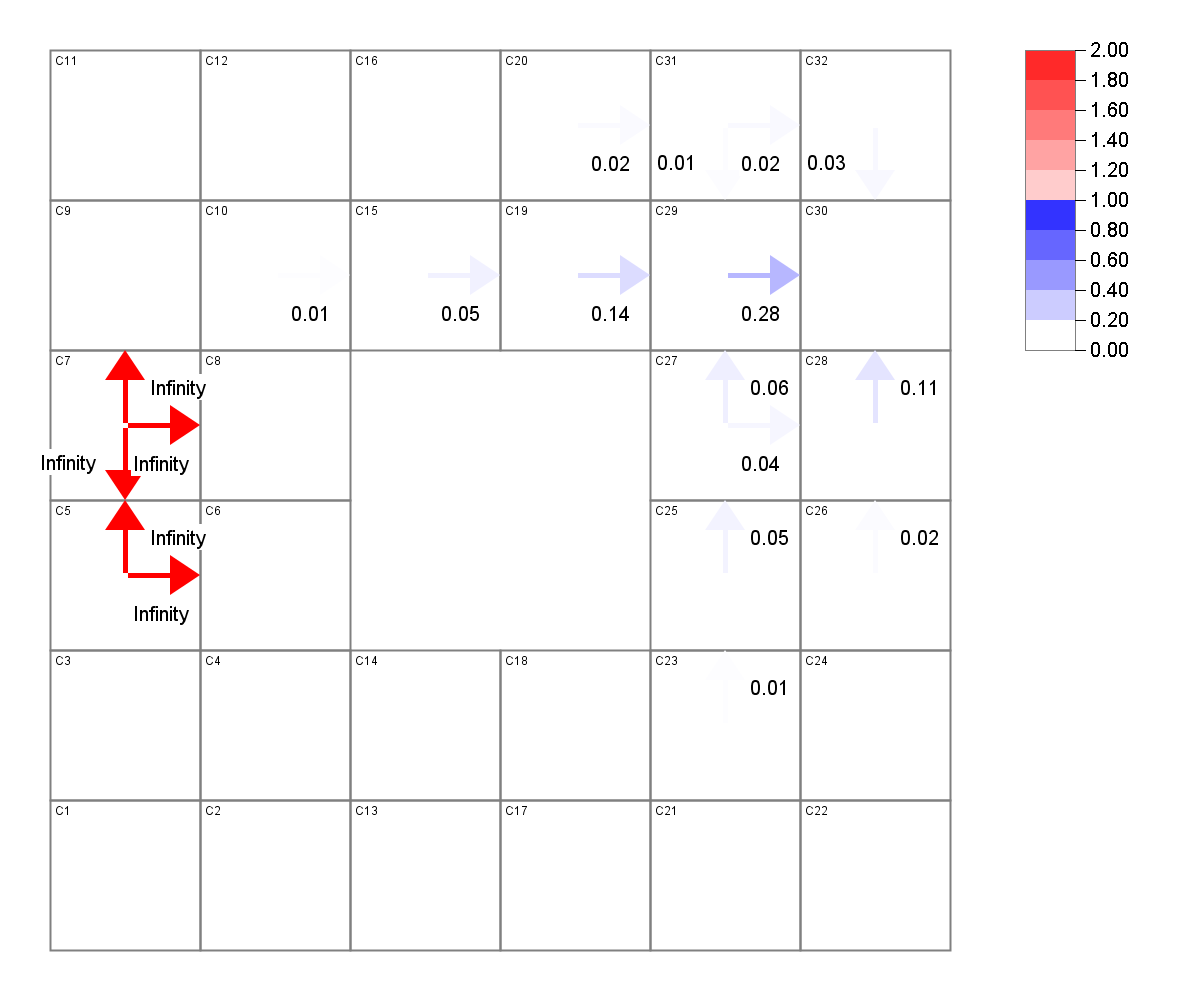 C11 C12 C16 C20 C31 C32 2.00
1.80
1.60
1.40
0.02 0.01 0.02 0.03 1.20
C9 C10 C15 C19 C29 C30 1.00
0.80
0.60
0.40
0.01 0.05 0.14 0.28 0.20
C7 C8 C27 C28 0.00
Infinity 0.06 0.11
Infinity Infinity 0.04
C5 C6 C25 C26
Infinity 0.05 0.02
Infinity
C3 C4 C14 C18 C23 C24
0.01
C1 C2 C13 C17 C21 C22